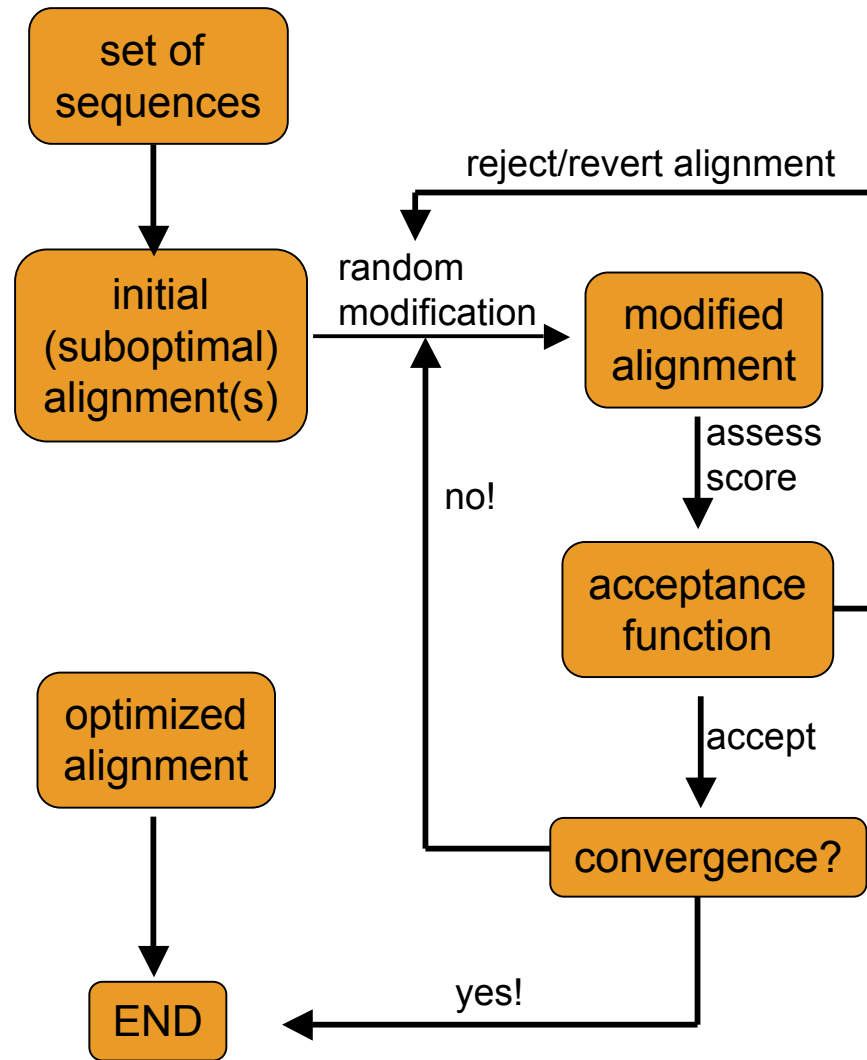 set of
sequences
reject/revert alignment
random
modification
initial
(suboptimal)
alignment(s)
modified
alignment
assess
score
no!
acceptance
function
optimized
alignment
accept
convergence?
yes!
END